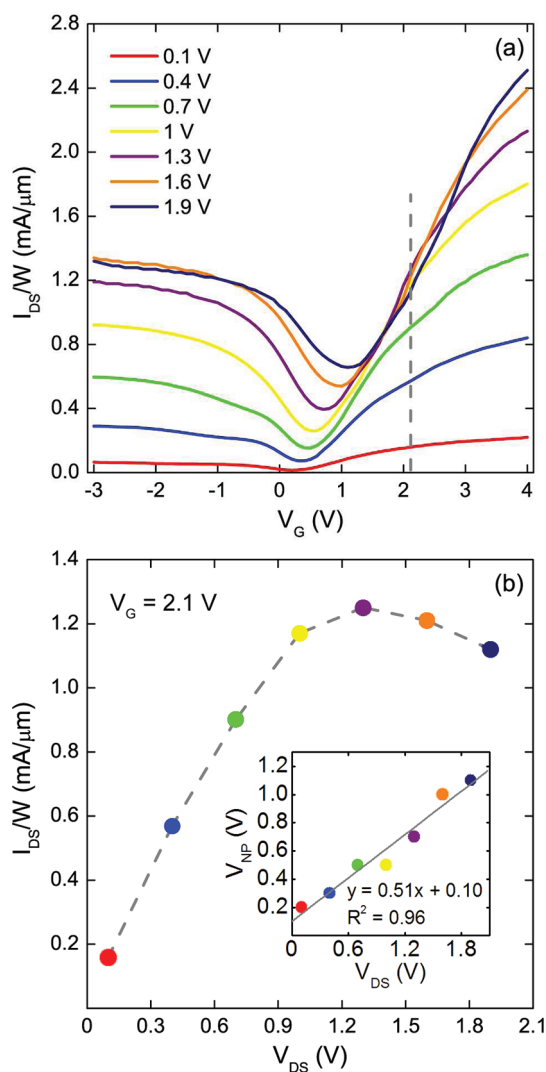 (a)
I_DS/W (mA/μm)
2.8
2.4
2.0
1.6
1.2
0.8
0.4
0.0
0.1 V
0.4 V
0.7 V
1 V
1.3 V
1.6 V
1.9 V
-3 -2 -1 0 1 2 3 4
V_G (V)
(b)
V_G = 2.1 V
I_DS/W (mA/μm)
1.4
1.2
1.0
0.8
0.6
0.4
0.2
V_NP (V)
1.2
1.0
0.8
0.6
0.4
0.2
y = 0.51x + 0.10
R² = 0.96
0 0.6 1.2 1.8
V_DS (V)
0.0 0.3 0.6 0.9 1.2 1.5 1.8 2.1
V_DS (V)